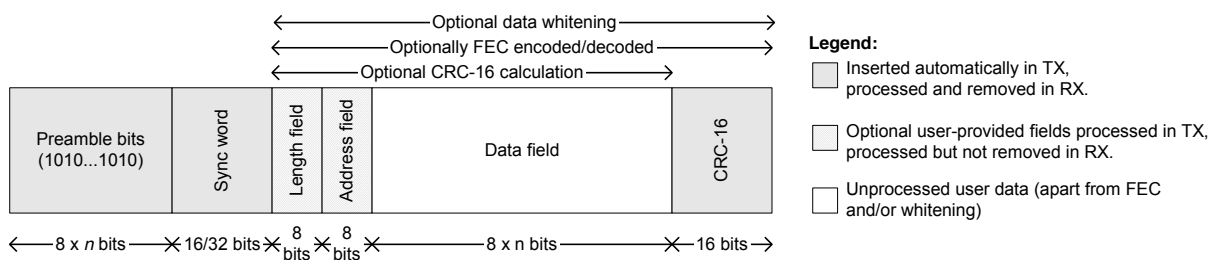 Optional data whitening
Optionally FEC encoded/decoded
Optional CRC-16 calculation
Preamble bits
(1010...1010)
Sync word
Length field
Address field
Data field
CRC-16
8 x n bits
16/32 bits
8
bits
8
bits
8 x n bits
16 bits
Legend:
Inserted automatically in TX,
processed and removed in RX.
Optional user-provided fields processed in TX,
processed but not removed in RX.
Unprocessed user data (apart from FEC
and/or whitening)